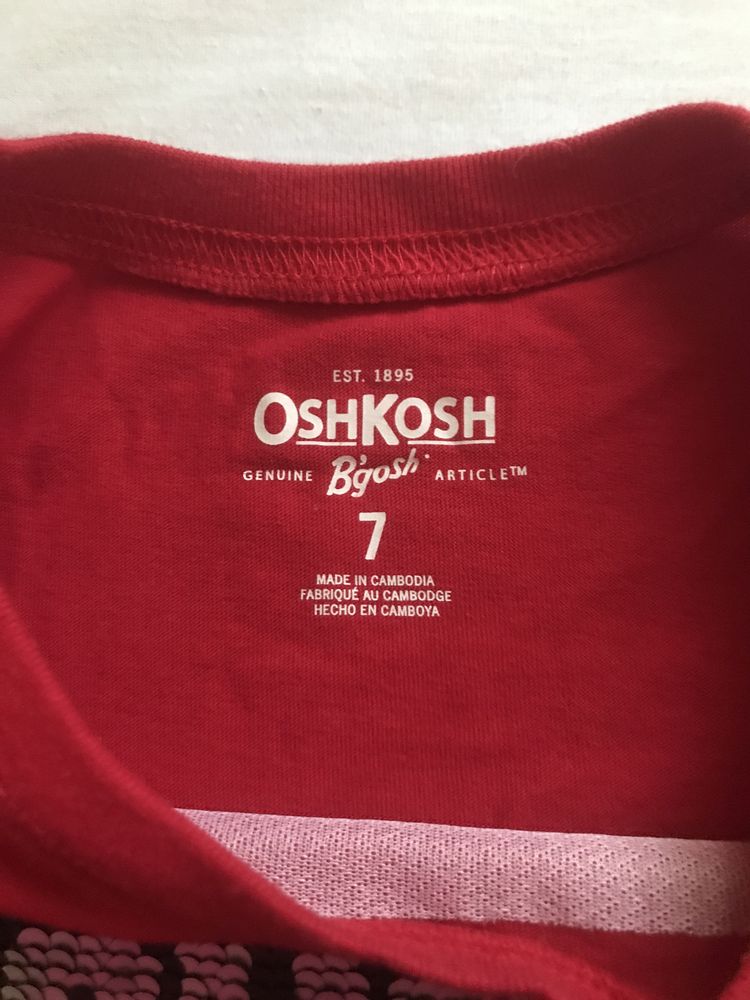 EST. 1895
OSHKOSH
GENUINE B'gosh ARTICLE™
7
MADE IN CAMBODIA
FABRIQUÉ AU CAMBODGE
HECHO EN CAMBOYA